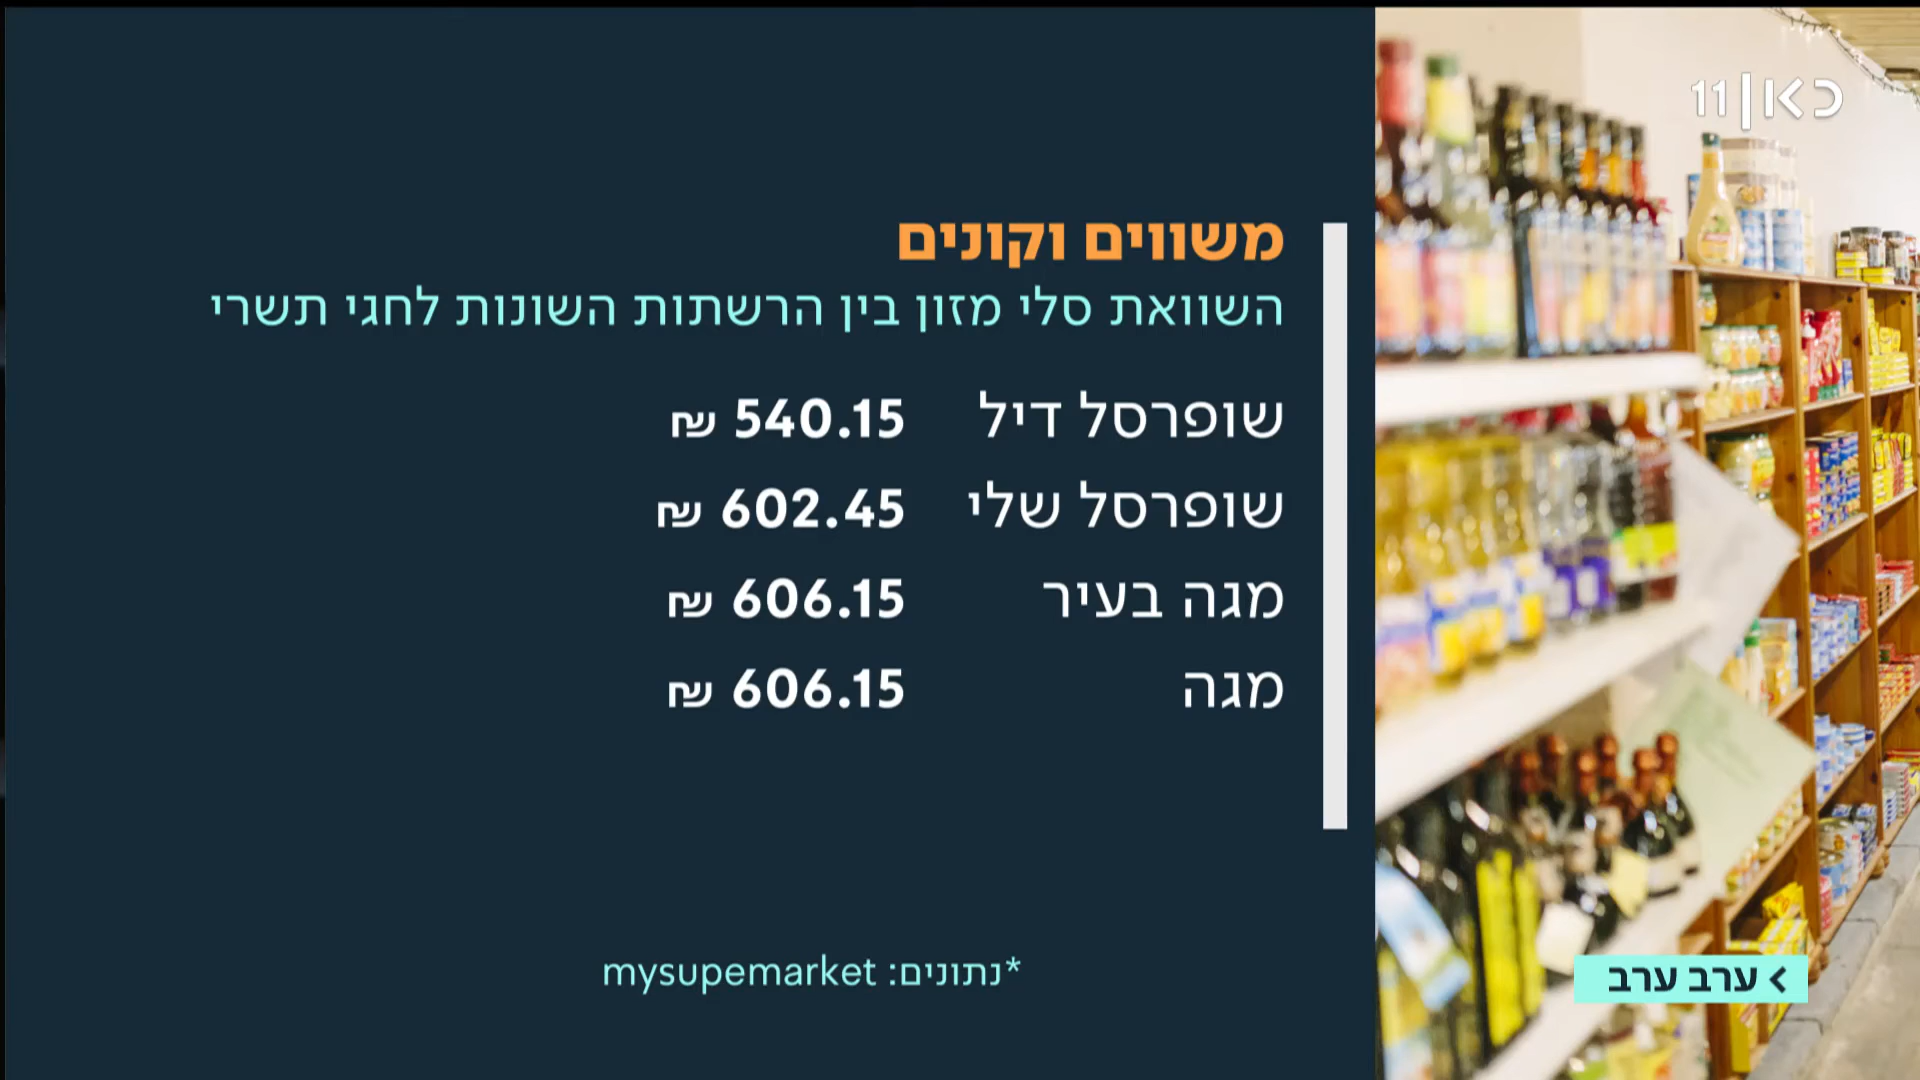 כאן 11
משווים וקונים
השוואת סלי מזון בין הרשתות השונות לחגי תשרי
שופרסל דיל 540.15 ₪
שופרסל שלי 602.45 ₪
מגה בעיר 606.15 ₪
מגה 606.15 ₪
*נתונים: mysupemarket
ערב ערב